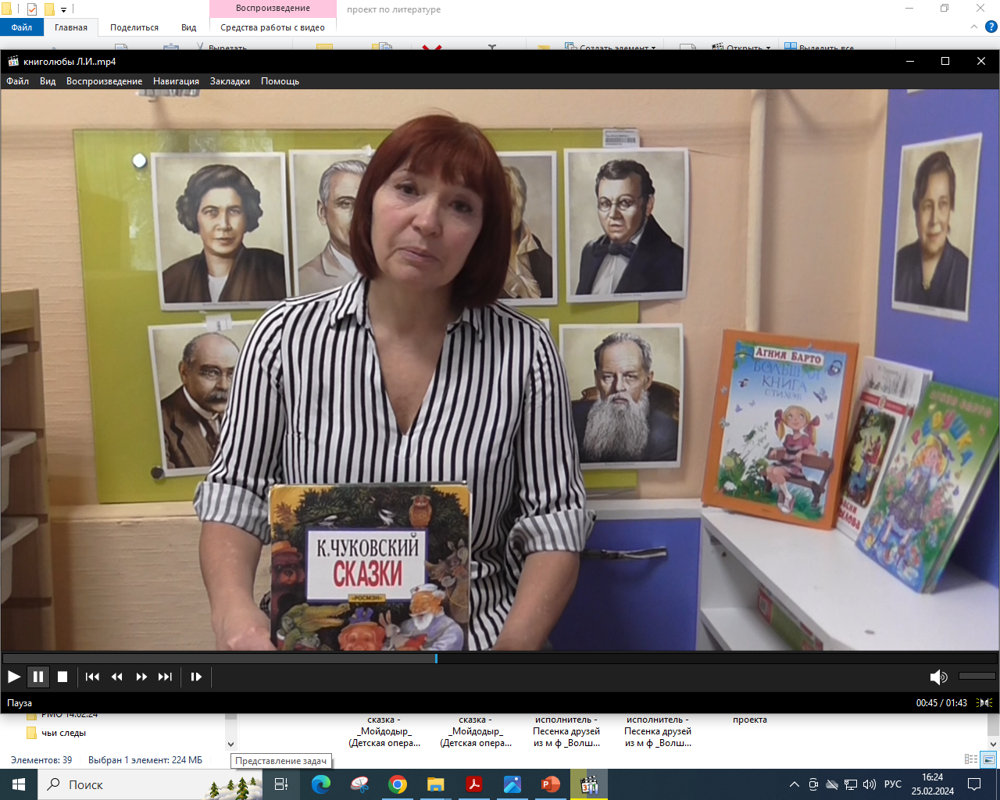 Воспроизведение
проект по литературе
Файл
Главная
Поделиться
Вид
Средства работы с видео
Вырезать
Создать элемент
Открыть
Выделить все
книголюбы Л.И..mp4
Файл Вид Воспроизведение Навигация Закладки Помощь
АГНИЯ БАРТО
БОЛЬШАЯ
КНИГА
СТИХОВ
К.ЧУКОВСКИЙ
СКАЗКИ
«РОСМЭН»
Пауза
00:45 / 01:43
РМО 14.02.24
чьи следы
сказка -
_Мойдодыр_
(Детская опера...
сказка -
_Мойдодыр_
(Детская опера...
исполнитель -
Песенка друзей
из м ф _Волш...
исполнитель -
Песенка друзей
из м ф _Волш...
проекта
Элементов: 39
Выбран 1 элемент: 224 МБ
Представление задач
Поиск
РУС
16:24
25.02.2024